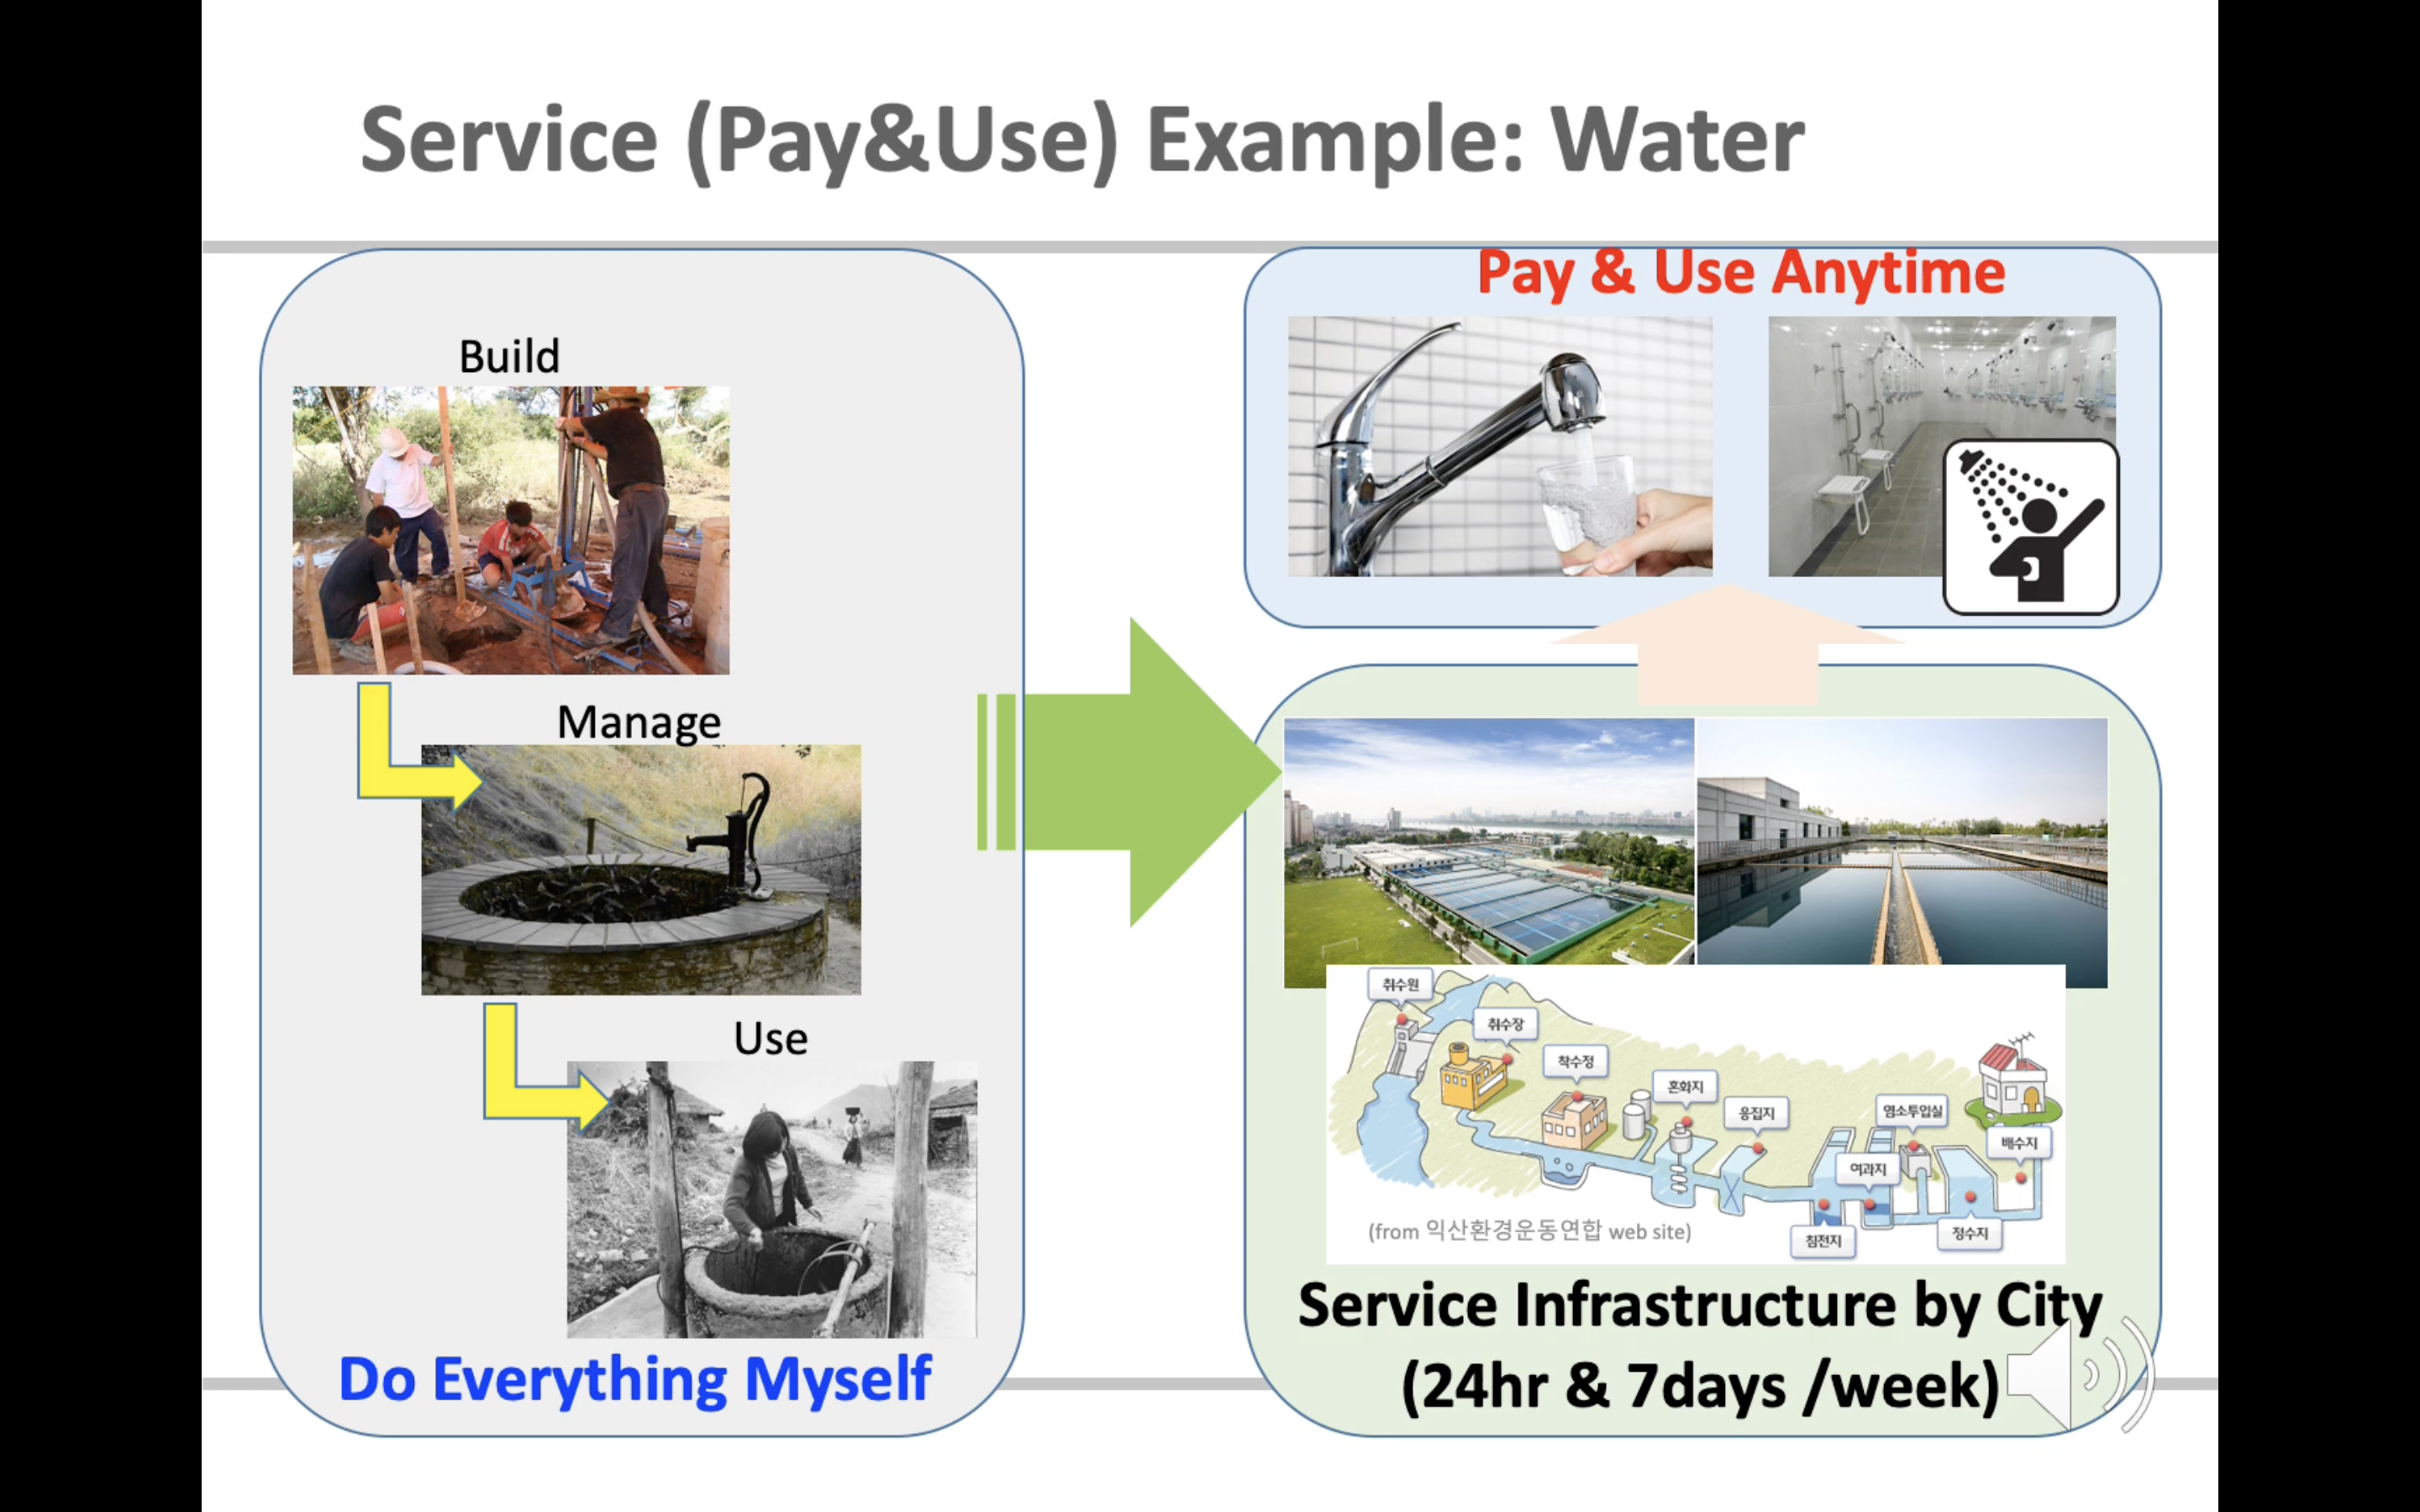 Service (Pay&Use) Example: Water
Build
Manage
Use
Do Everything Myself
Pay & Use Anytime
취수원
취수장
착수정
혼화지
응집지
염소투입실
배수지
여과지
침전지
정수지
(from 익산환경운동연합 web site)
Service Infrastructure by City
(24hr & 7days /week)